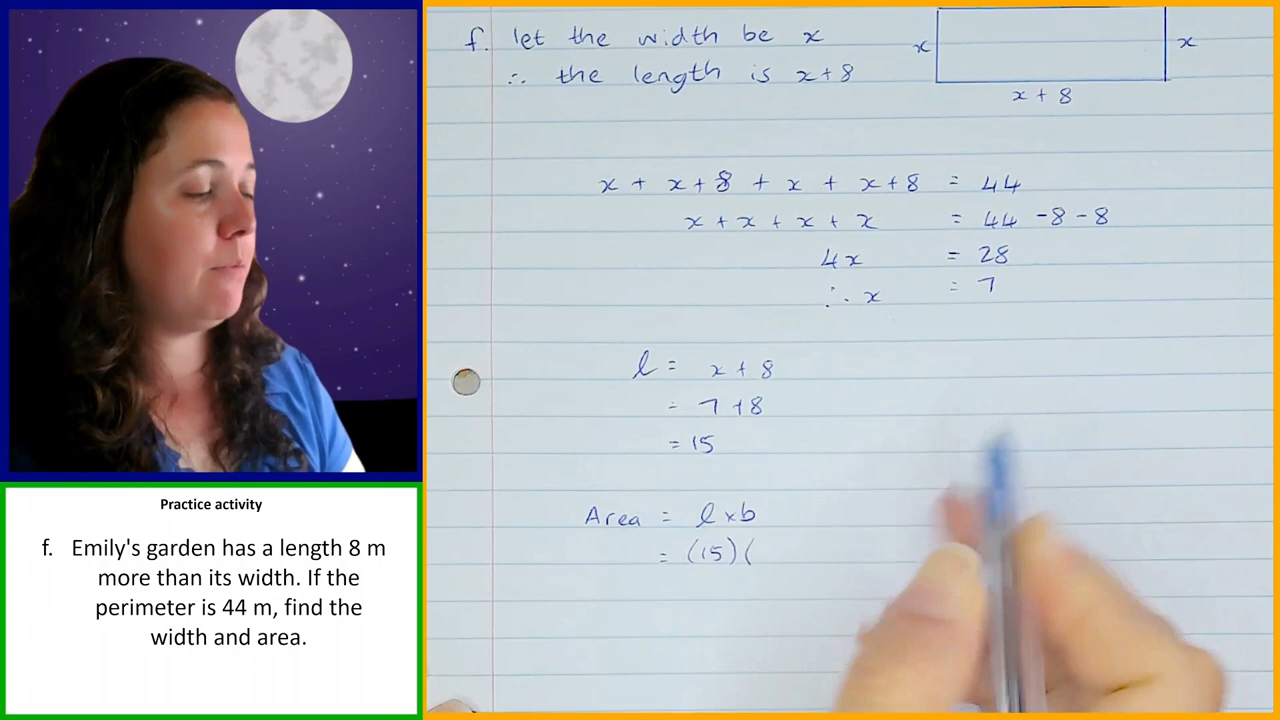 Practice activity
f. Emily's garden has a length 8 m
more than its width. If the
perimeter is 44 m, find the
width and area.
f. let the width be x
∴ the length is x+8
x
x
x + 8
x + x+8 + x + x+8 = 44
x + x + x + x = 44 -8 -8
4x = 28
∴ x = 7
l = x + 8
= 7 +8
= 15
Area = l×b
= (15)(